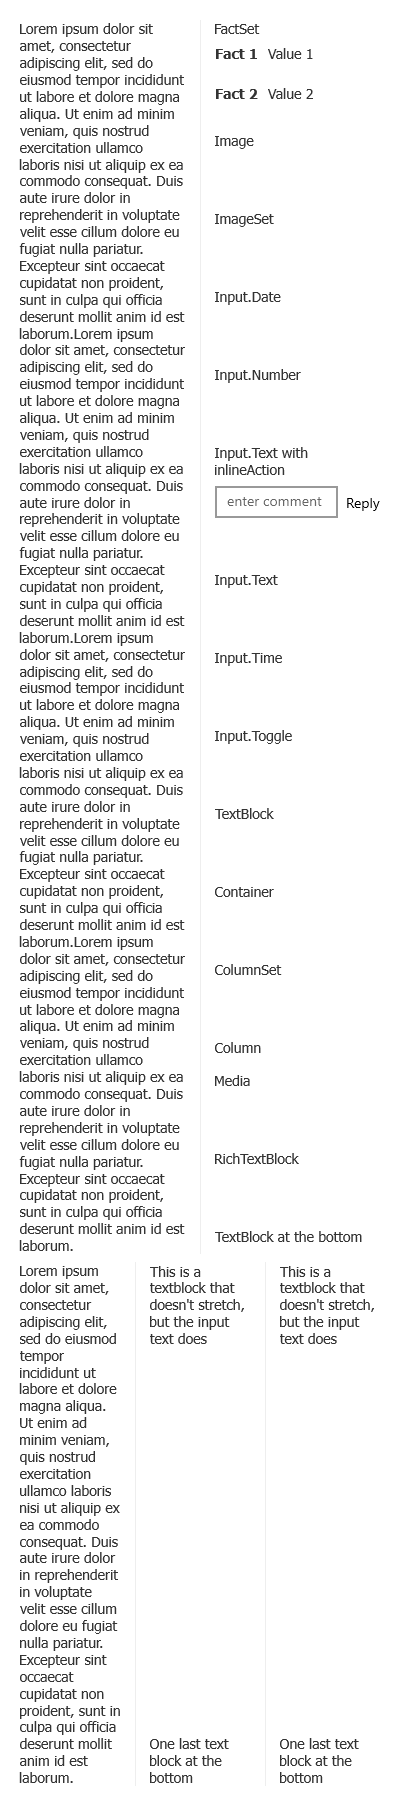 Lorem ipsum dolor sit
amet, consectetur
adipiscing elit, sed do
eiusmod tempor incididunt
ut labore et dolore magna
aliqua. Ut enim ad minim
veniam, quis nostrud
exercitation ullamco
laboris nisi ut aliquip ex ea
commodo consequat. Duis
aute irure dolor in
reprehenderit in voluptate
velit esse cillum dolore eu
fugiat nulla pariatur.
Excepteur sint occaecat
cupidatat non proident,
sunt in culpa qui officia
deserunt mollit anim id est
laborum.Lorem ipsum
dolor sit amet, consectetur
adipiscing elit, sed do
eiusmod tempor incididunt
ut labore et dolore magna
aliqua. Ut enim ad minim
veniam, quis nostrud
exercitation ullamco
laboris nisi ut aliquip ex ea
commodo consequat. Duis
aute irure dolor in
reprehenderit in voluptate
velit esse cillum dolore eu
fugiat nulla pariatur.
Excepteur sint occaecat
cupidatat non proident,
sunt in culpa qui officia
deserunt mollit anim id est
laborum.Lorem ipsum
dolor sit amet, consectetur
adipiscing elit, sed do
eiusmod tempor incididunt
ut labore et dolore magna
aliqua. Ut enim ad minim
veniam, quis nostrud
exercitation ullamco
laboris nisi ut aliquip ex ea
commodo consequat. Duis
aute irure dolor in
reprehenderit in voluptate
velit esse cillum dolore eu
fugiat nulla pariatur.
Excepteur sint occaecat
cupidatat non proident,
sunt in culpa qui officia
deserunt mollit anim id est
laborum.Lorem ipsum
dolor sit amet, consectetur
adipiscing elit, sed do
eiusmod tempor incididunt
ut labore et dolore magna
aliqua. Ut enim ad minim
veniam, quis nostrud
exercitation ullamco
laboris nisi ut aliquip ex ea
commodo consequat. Duis
aute irure dolor in
reprehenderit in voluptate
velit esse cillum dolore eu
fugiat nulla pariatur.
Excepteur sint occaecat
cupidatat non proident,
sunt in culpa qui officia
deserunt mollit anim id est
laborum.
FactSet
Fact 1 Value 1
Fact 2 Value 2
Image
ImageSet
Input.Date
Input.Number
Input.Text with
inlineAction
enter comment Reply
Input.Text
Input.Time
Input.Toggle
TextBlock
Container
ColumnSet
Column
Media
RichTextBlock
TextBlock at the bottom
Lorem ipsum
dolor sit amet,
consectetur
adipiscing elit,
sed do eiusmod
tempor
incididunt ut
labore et dolore
magna aliqua.
Ut enim ad
minim veniam,
quis nostrud
exercitation
ullamco laboris
nisi ut aliquip ex
ea commodo
consequat. Duis
aute irure dolor
in reprehenderit
in voluptate
velit esse cillum
dolore eu fugiat
nulla pariatur.
Excepteur sint
occaecat
cupidatat non
proident, sunt in
culpa qui officia
deserunt mollit
anim id est
laborum.
This is a
textblock that
doesn't stretch,
but the input
text does
One last text
block at the
bottom
This is a
textblock that
doesn't stretch,
but the input
text does
One last text
block at the
bottom